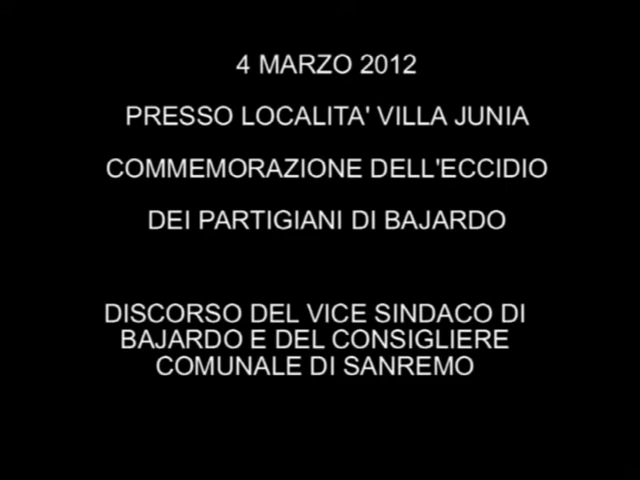 4 MARZO 2012
PRESSO LOCALITA' VILLA JUNIA
COMMEMORAZIONE DELL'ECCIDIO
DEI PARTIGIANI DI BAJARDO
DISCORSO DEL VICE SINDACO DI
BAJARDO E DEL CONSIGLIERE
COMUNALE DI SANREMO